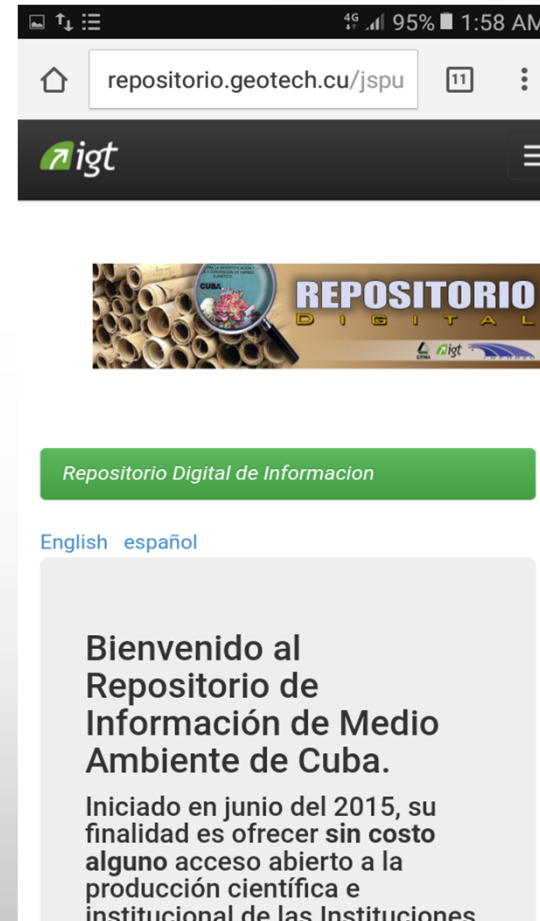 4G 95% 1:58 AM
repositorio.geotech.cu/jspu
11
igt
CUBA
REPOSITORIO
DIGITAL
igt
Repositorio Digital de Informacion
English español
Bienvenido al
Repositorio de
Información de Medio
Ambiente de Cuba.
Iniciado en junio del 2015, su
finalidad es ofrecer sin costo
alguno acceso abierto a la
producción científica e
institucional de las Instituciones